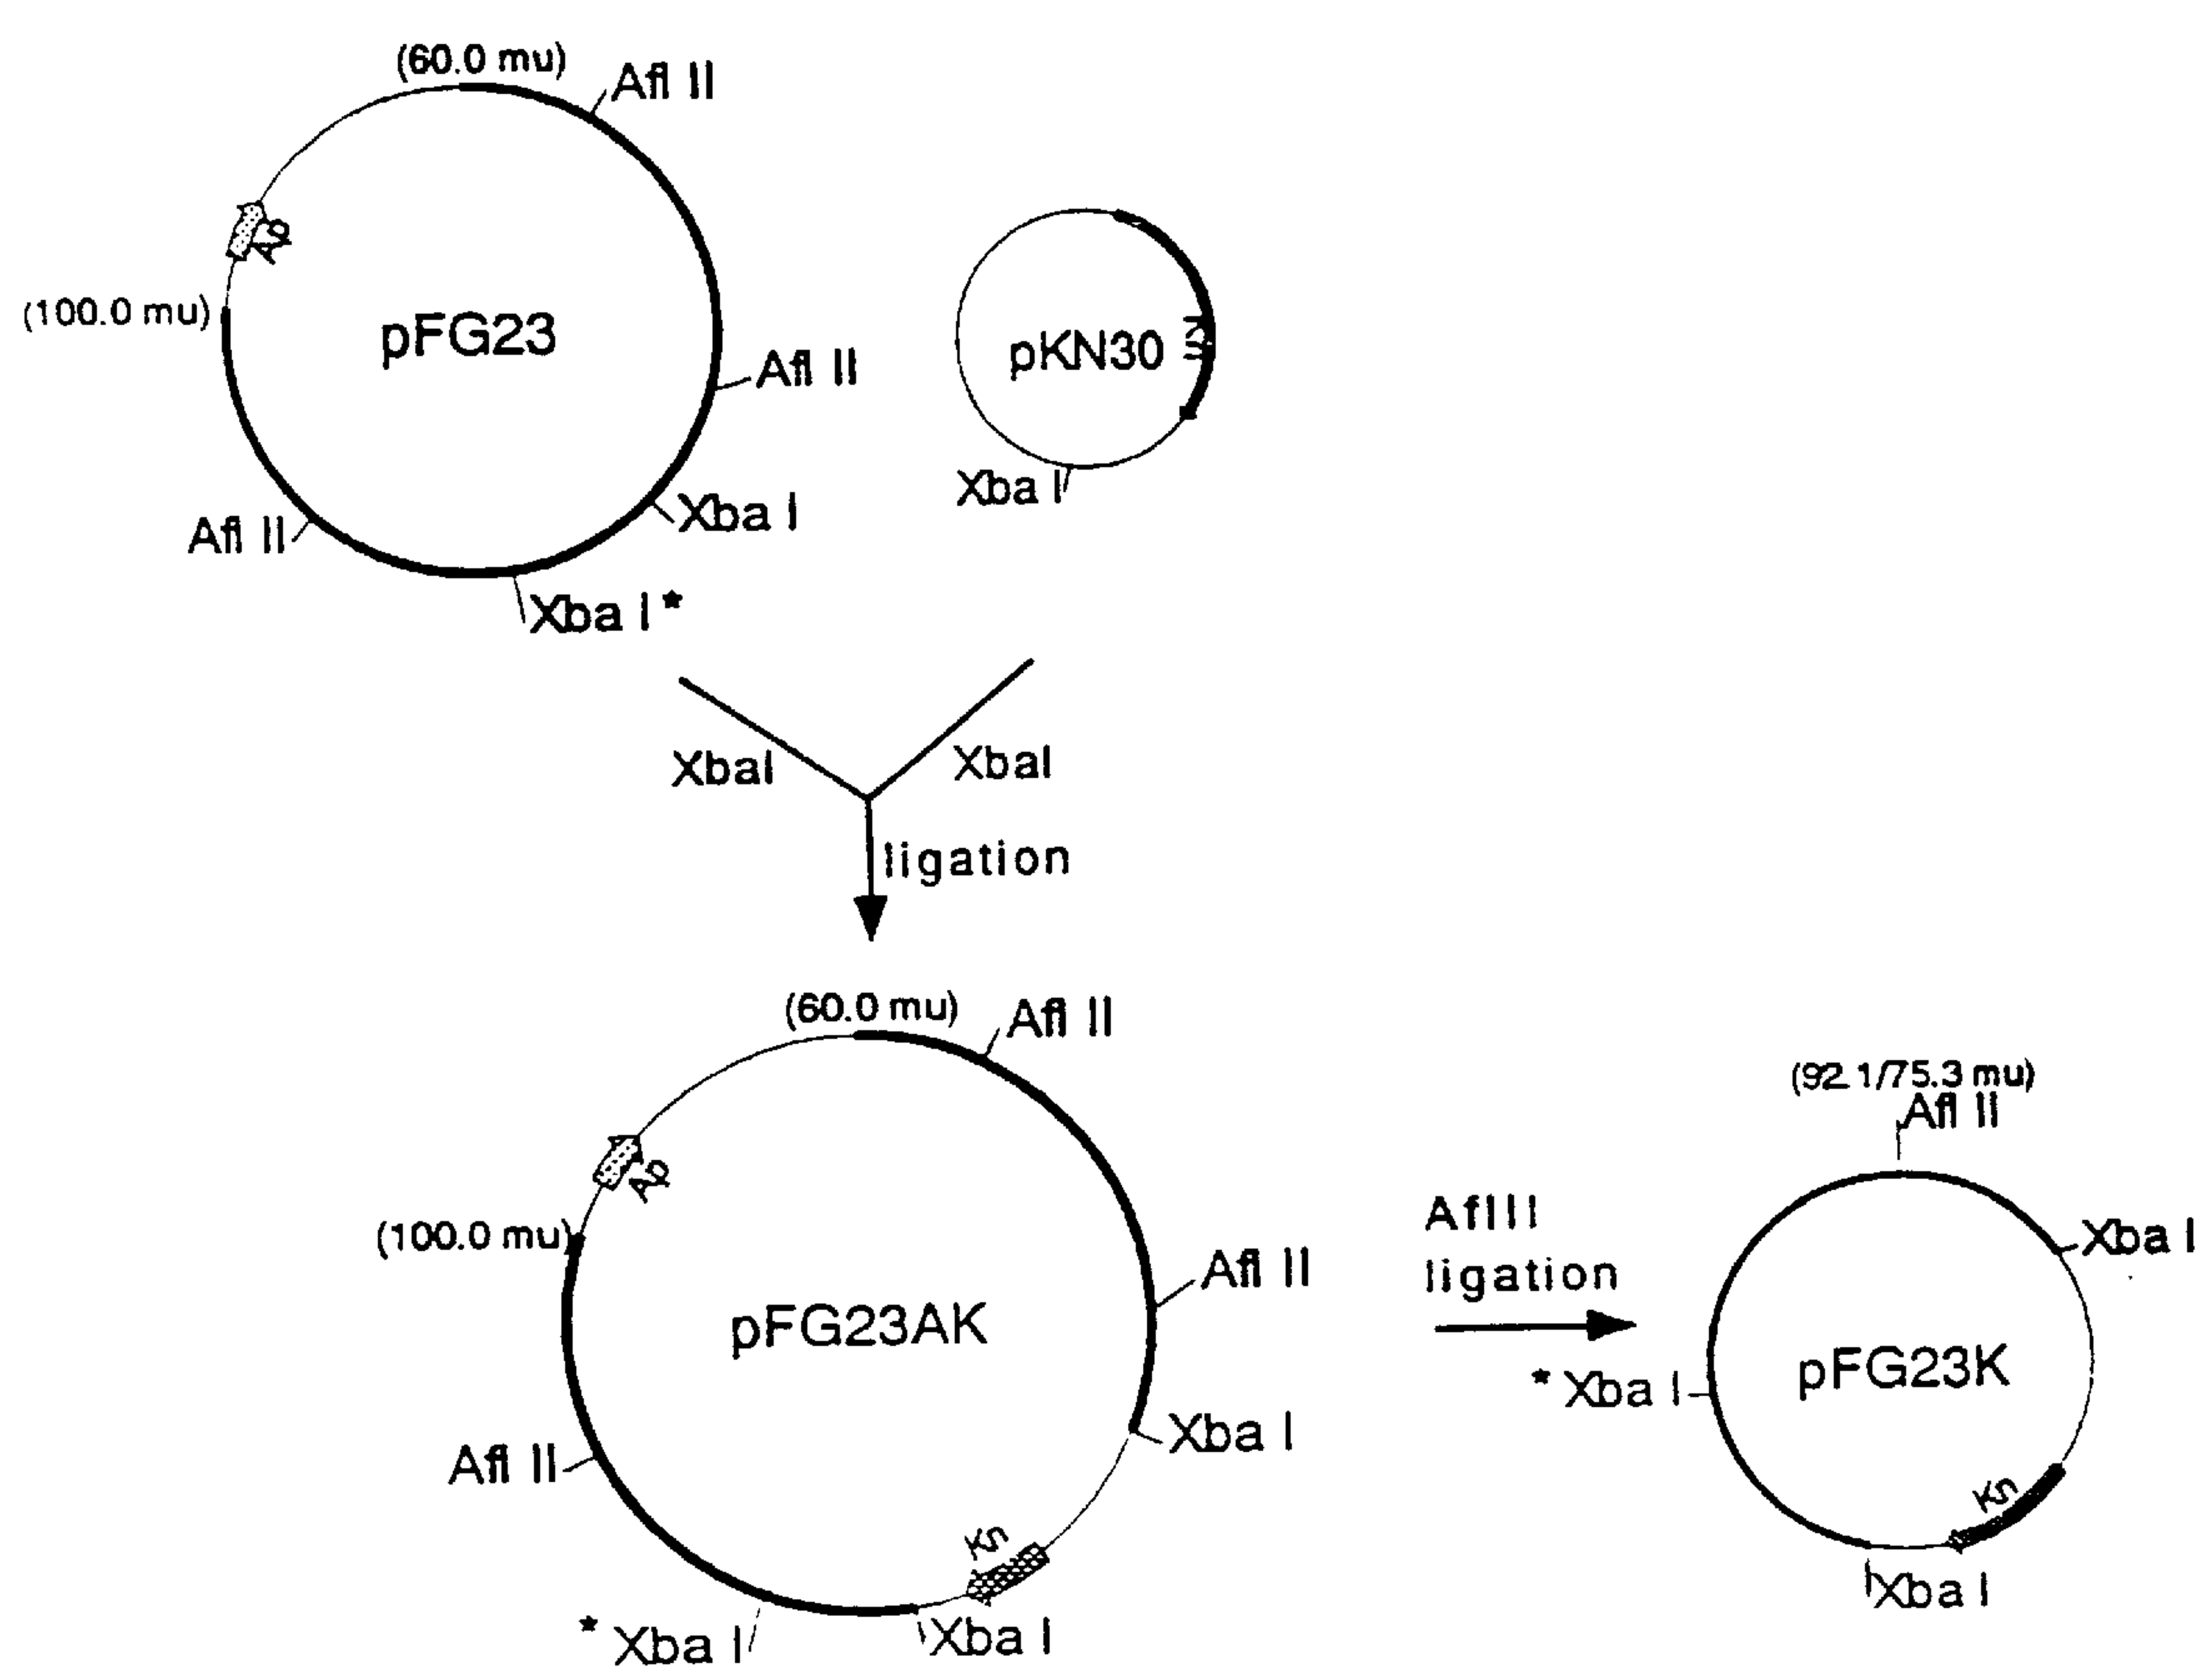 (60.0 mu)
Afl II
Ap
(100.0 mu)
pFG23
Afl II
Xba I
Afl II
Xba I*
pKN30
Xba I
XbaI
XbaI
ligation
(60.0 mu)
Afl II
Ap
(100.0 mu)
pFG23AK
Afl II
Xba I
Afl II
Kn
* Xba I
Xba I
AflII
ligation
(92.1/75.3 mu)
Afl II
Xba I
pFG23K
* Xba I
Kn
Xba I